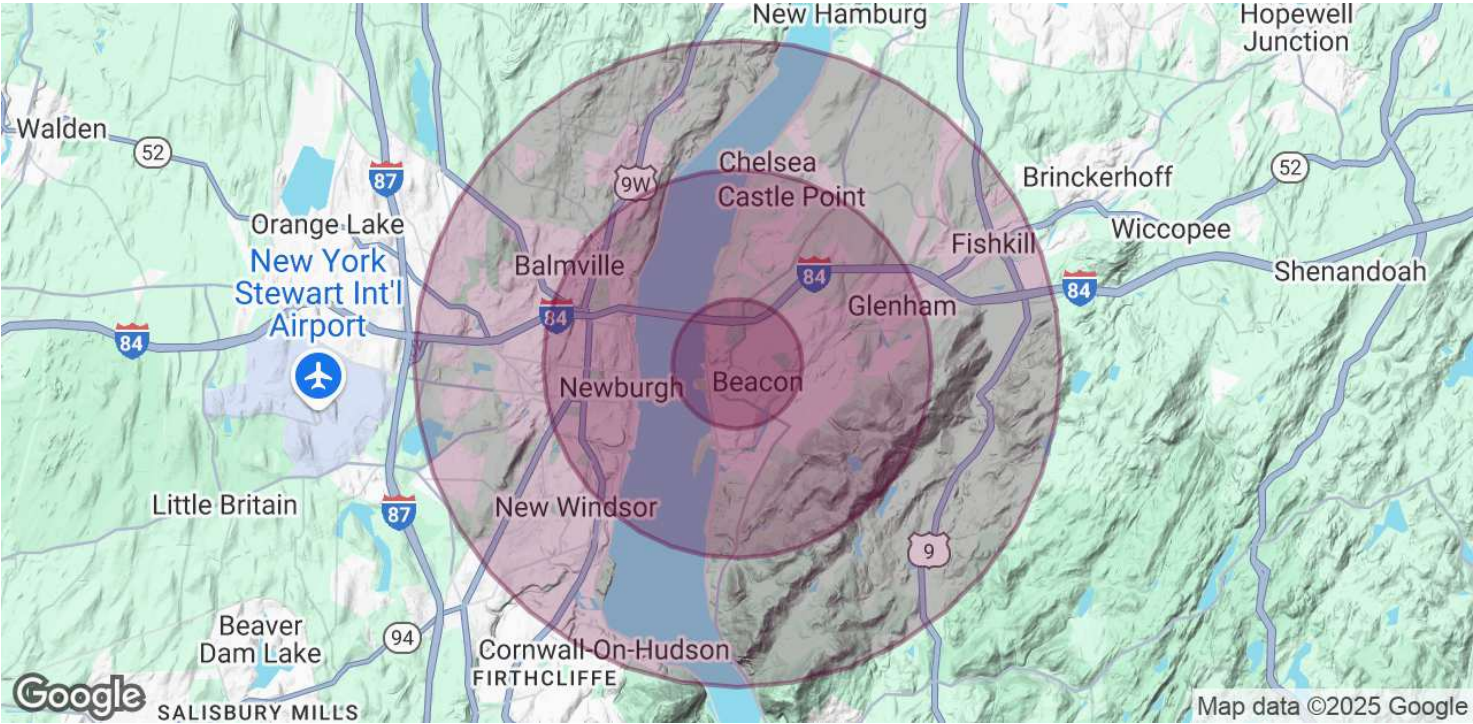 New Hamburg
Hopewell
Junction
Walden
52
87
9W
Chelsea
Castle Point
Brinckerhoff
52
Orange Lake
Wiccopee
New York
Stewart Int'l
Airport
Balmville
Fishkill
84
Shenandoah
84
Glenham
84
84
Newburgh
Beacon
Little Britain
New Windsor
87
9
Beaver
Dam Lake
94
Cornwall-On-Hudson
FIRTHCLIFFE
Google
SALISBURY MILLS
Map data ©2025 Google